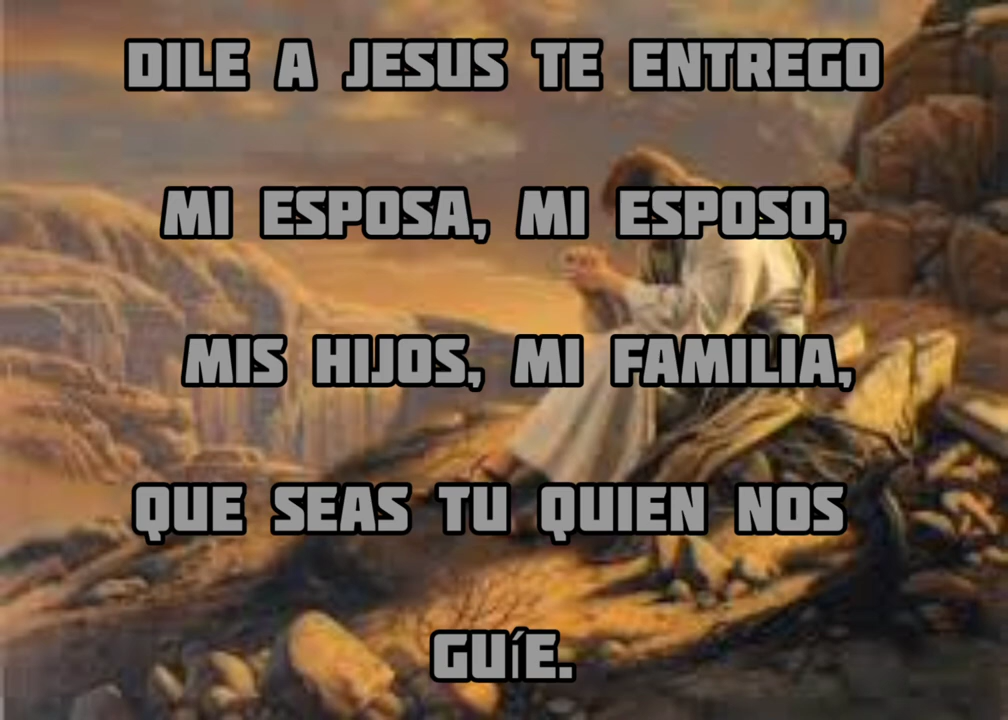 DILE A JESUS TE ENTREGO
MI ESPOSA, MI ESPOSO,
MIS HIJOS, MI FAMILIA,
QUE SEAS TU QUIEN NOS
GUíE.